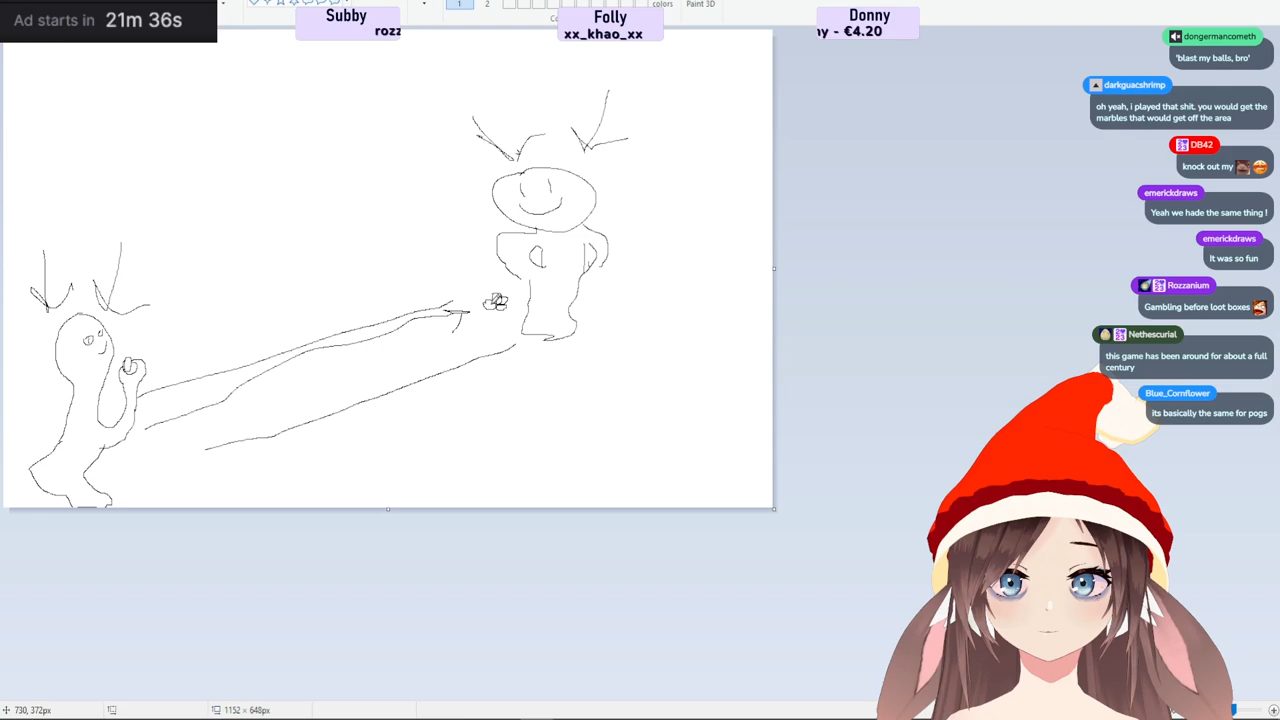 Ad starts in 21m 36s
Subby
rozz
Folly
xx_khao_xx
Donny
ny - €4.20
1 2
colors
Paint 3D
dongermancometh
'blast my balls, bro'
darkguacshrimp
oh yeah, i played that shit. you would get the
marbles that would get off the area
DB42
knock out my
emerickdraws
Yeah we hade the same thing !
emerickdraws
It was so fun
Rozzanium
Gambling before loot boxes
Nethescurial
this game has been around for about a full
century
Blue_Cornflower
its basically the same for pogs
730, 372px
1152 × 648px